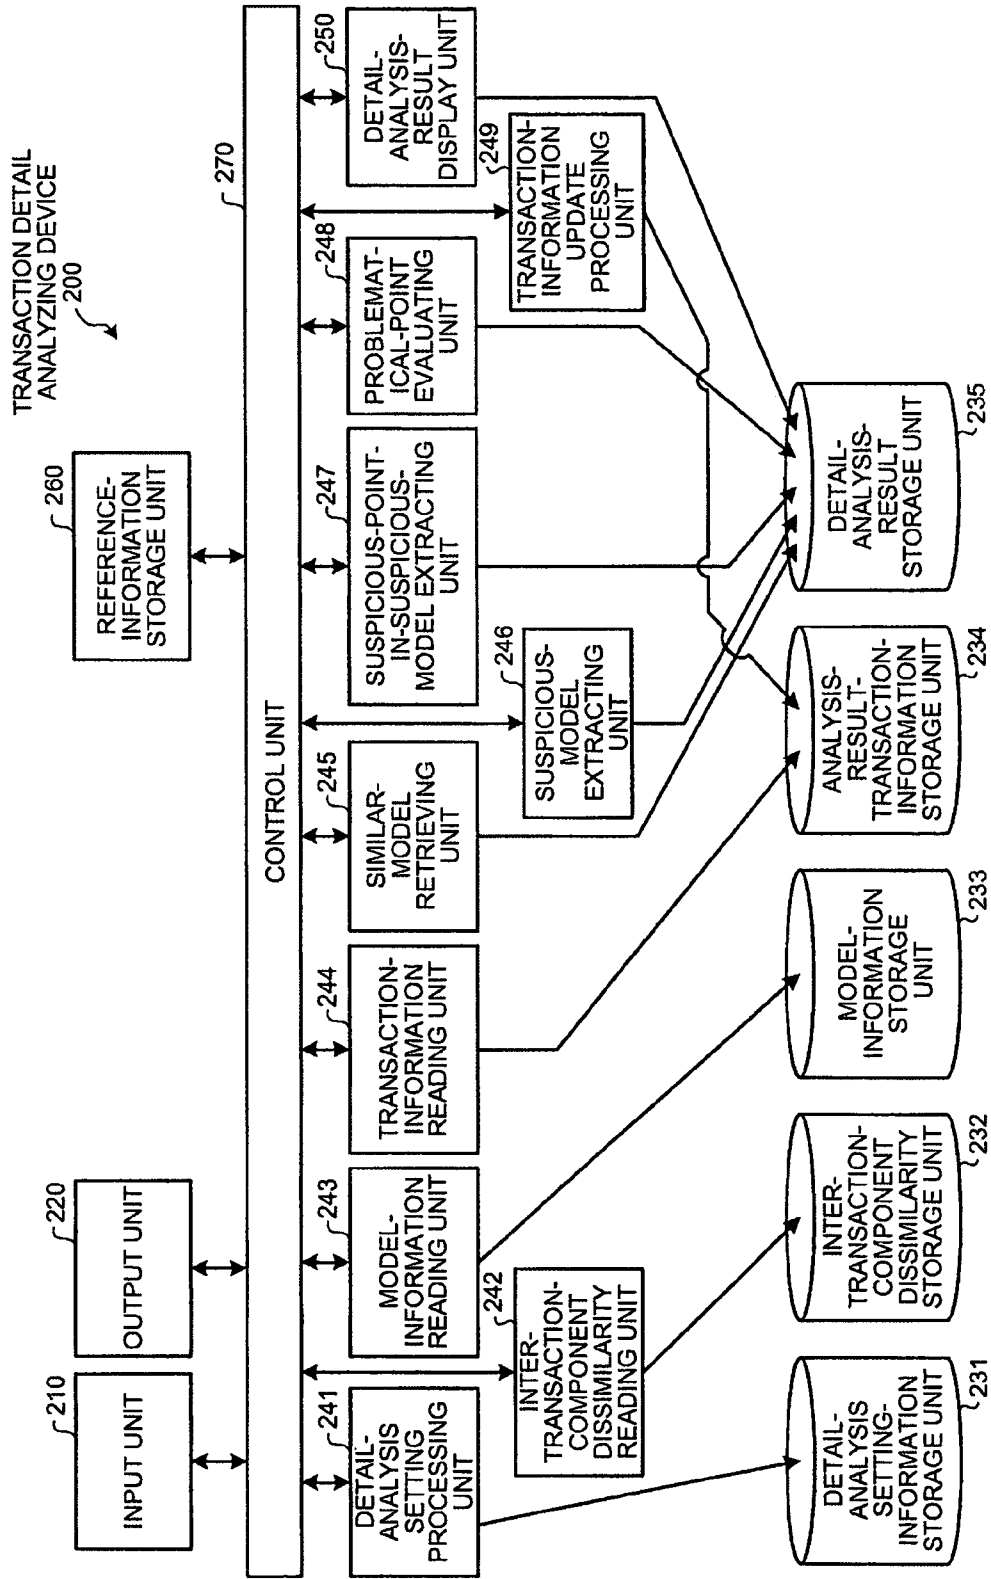 TRANSACTION DETAIL
ANALYZING DEVICE
200
210
INPUT UNIT
220
OUTPUT UNIT
260
REFERENCE-
INFORMATION
STORAGE UNIT
270
CONTROL UNIT
241
DETAIL-
ANALYSIS
SETTING
PROCESSING
UNIT
242
INTER-
TRANSACTION-
COMPONENT
DISSIMILARITY
READING UNIT
243
MODEL-
INFORMATION
READING UNIT
244
TRANSACTION-
INFORMATION
READING UNIT
245
SIMILAR-
MODEL
RETRIEVING
UNIT
246
SUSPICIOUS-
MODEL
EXTRACTING
UNIT
247
SUSPICIOUS-POINT-
IN-SUSPICIOUS-
MODEL EXTRACTING
UNIT
248
PROBLEMAT-
ICAL-POINT
EVALUATING
UNIT
249
TRANSACTION-
INFORMATION
UPDATE
PROCESSING
UNIT
250
DETAIL-
ANALYSIS-
RESULT
DISPLAY UNIT
DETAIL-
ANALYSIS
SETTING-
INFORMATION
STORAGE UNIT
231
INTER-
TRANSACTION-
COMPONENT
DISSIMILARITY
STORAGE UNIT
232
MODEL-
INFORMATION
STORAGE
UNIT
233
ANALYSIS-
RESULT-
TRANSACTION-
INFORMATION
STORAGE UNIT
234
DETAIL-
ANALYSIS-
RESULT
STORAGE UNIT
235